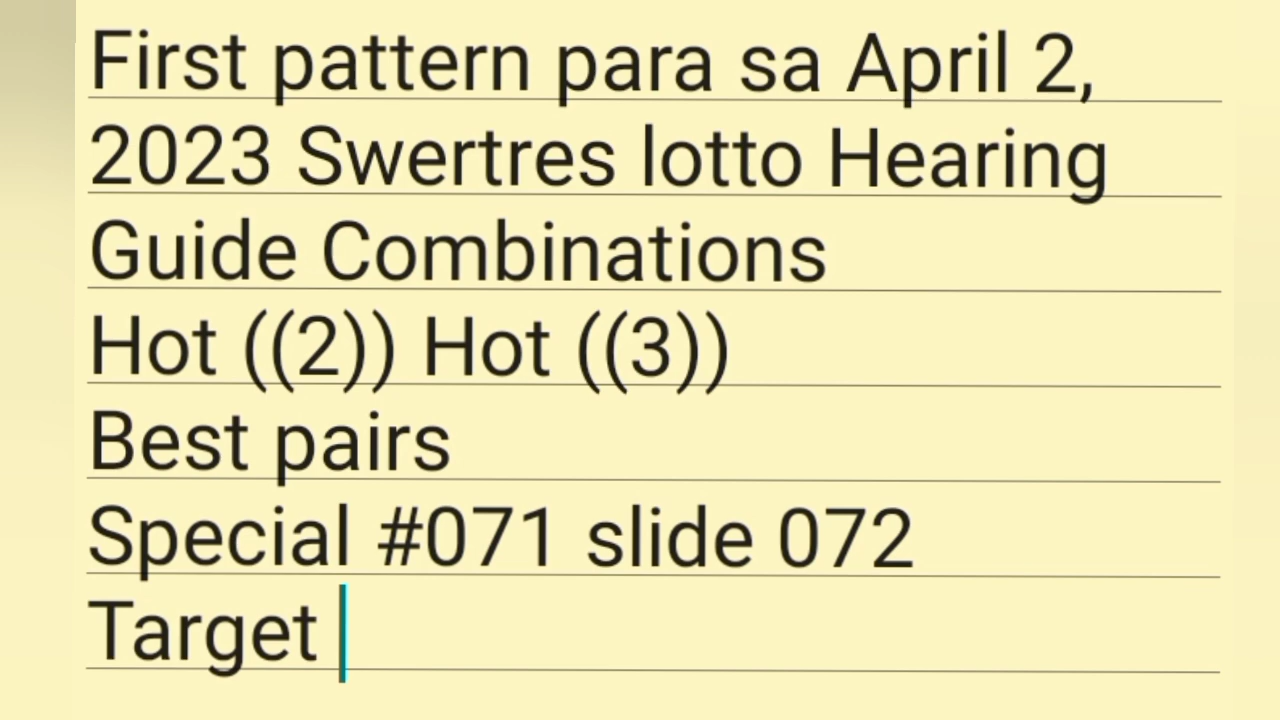 First pattern para sa April 2,
2023 Swertres lotto Hearing
Guide Combinations
Hot ((2)) Hot ((3))
Best pairs
Special #071 slide 072
Target